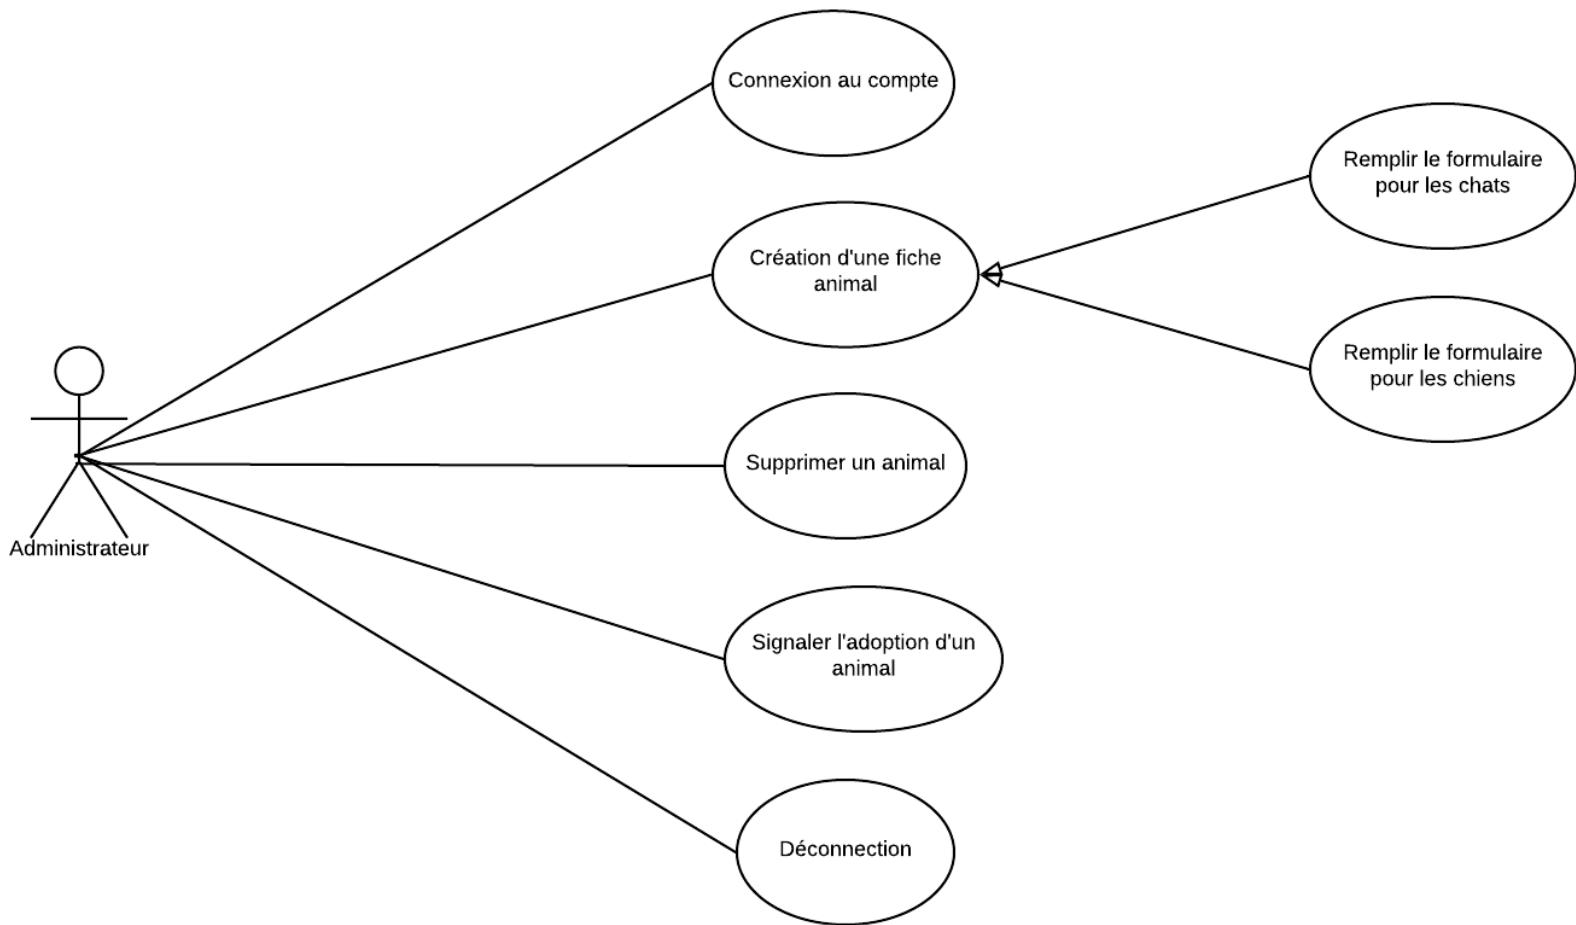 Connexion au compte
Remplir le formulaire
pour les chats
Création d'une fiche
animal
Remplir le formulaire
pour les chiens
Supprimer un animal
Administrateur
Signaler l'adoption d'un
animal
Déconnection